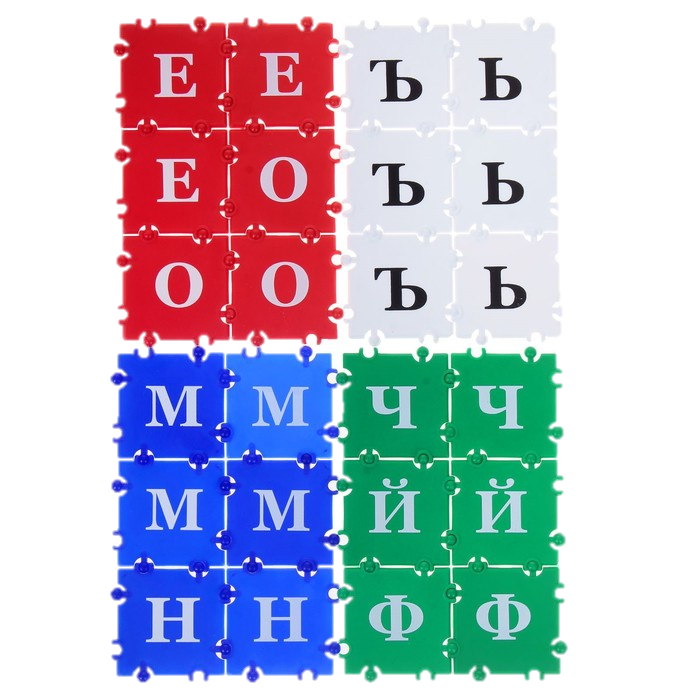 Е Е Ъ Ь
Е О Ъ Ь
О О Ъ Ь
М М Ч Ч
М М Й Й
Н Н Ф Ф